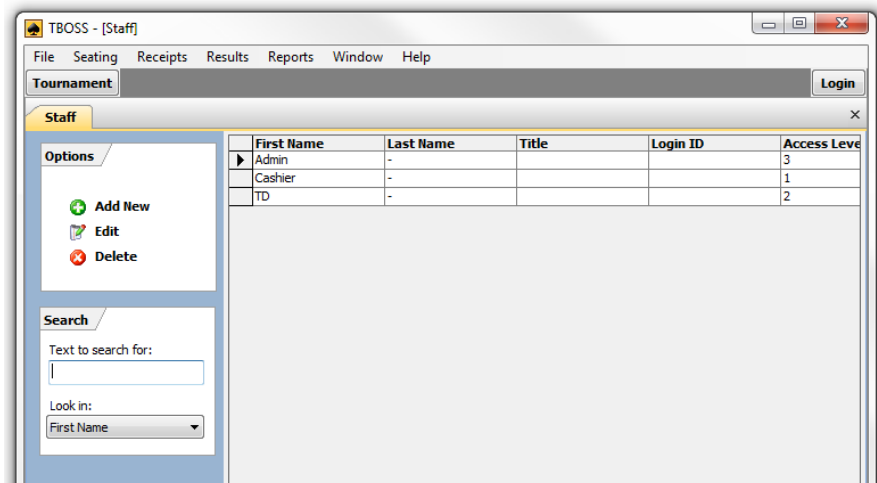 TBOSS - [Staff]
File Seating Receipts Results Reports Window Help
Tournament Login
Staff
Options
Add New
Edit
Delete
Search
Text to search for:
Look in:
First Name
First Name Last Name Title Login ID Access Leve
Admin - 3
Cashier - 1
TD - 2